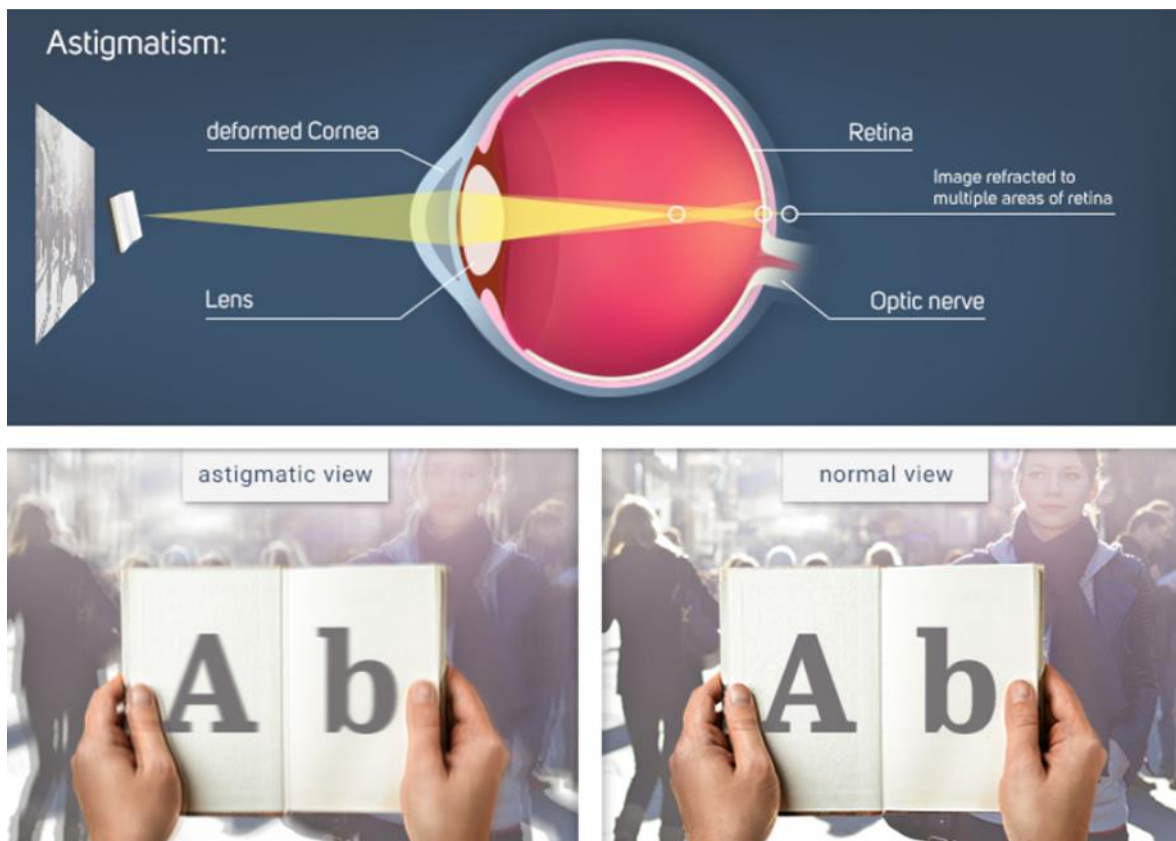 Astigmatism:
deformed Cornea
Retina
Image refracted to
multiple areas of retina
Lens
Optic nerve
astigmatic view
normal view
A b
A b